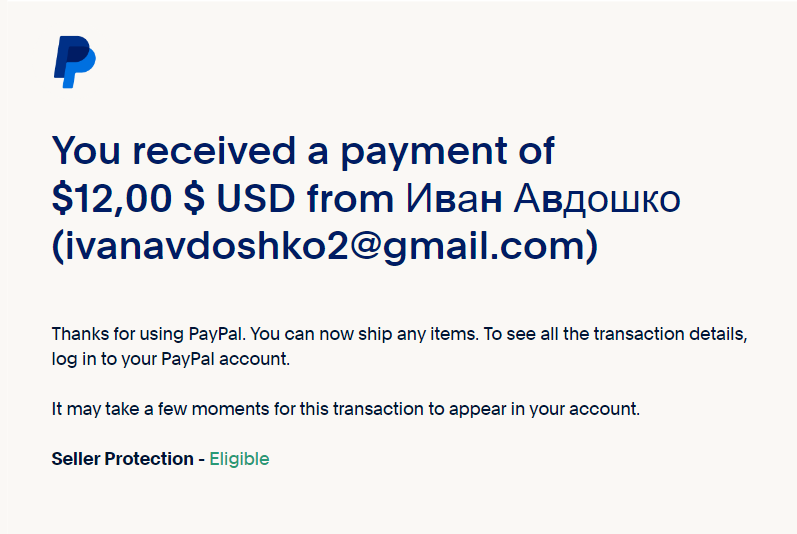 You received a payment of
$12,00 $ USD from Иван Авдошко
(ivanavdoshko2@gmail.com)
Thanks for using PayPal. You can now ship any items. To see all the transaction details,
log in to your PayPal account.
It may take a few moments for this transaction to appear in your account.
Seller Protection - Eligible